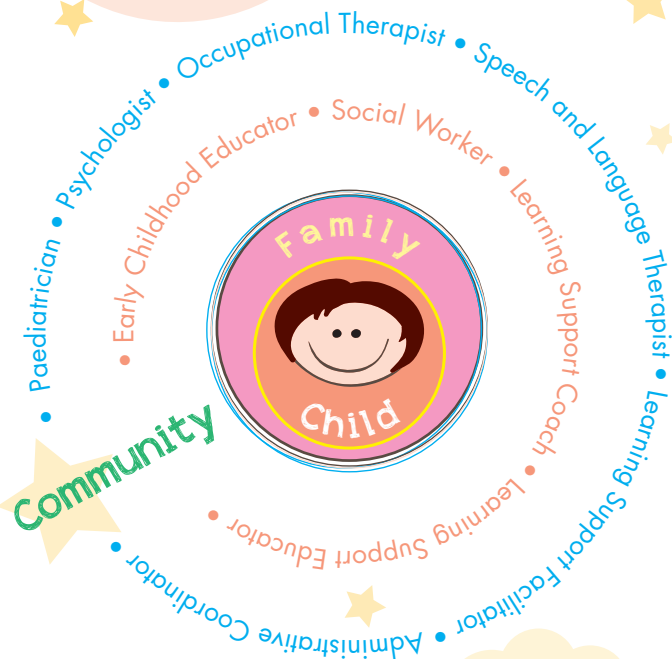 • Paediatrician • Psychologist • Occupational Therapist • Speech and Language Therapist • Learning Support Facilitator • Administrative Coordinator •
• Early Childhood Educator • Social Worker • Learning Support Coach • Learning Support Educator •
Family
Child
Community